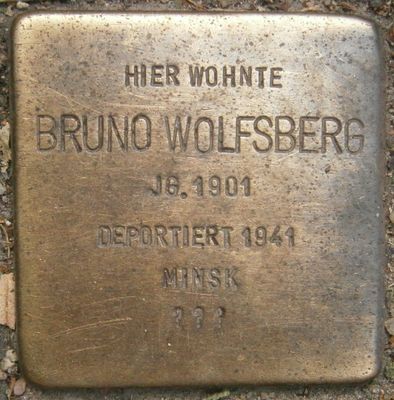 HIER WOHNTE
BRUNO WOLFSBERG
JG. 1901
DEPORTIERT 1941
MINSK
???